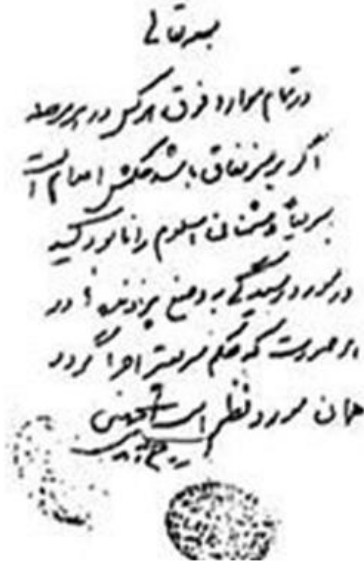 بسمه تعالی
در تمام موارد فوق هر کس در هر مرحله
اگر بر سر نفاق باشد حکمش اعدام است
سریعاً دشمنان اسلام را نابود کنید
در مورد رسیدگی به وضع پرونده‌ها در
هر صورت که حکم سریعتر اجرا گردد
همان مورد نظر است